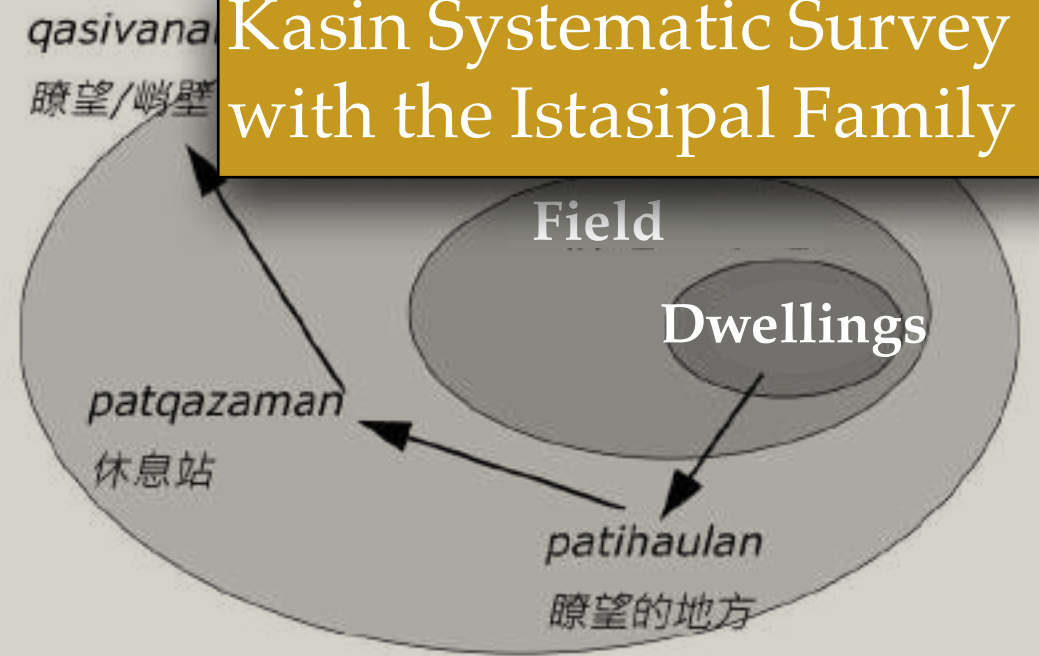 Kasin Systematic Survey
with the Istasipal Family
瞭望/峭壁
Field
Dwellings
patqazaman
休息站
patihaulan
瞭望的地方